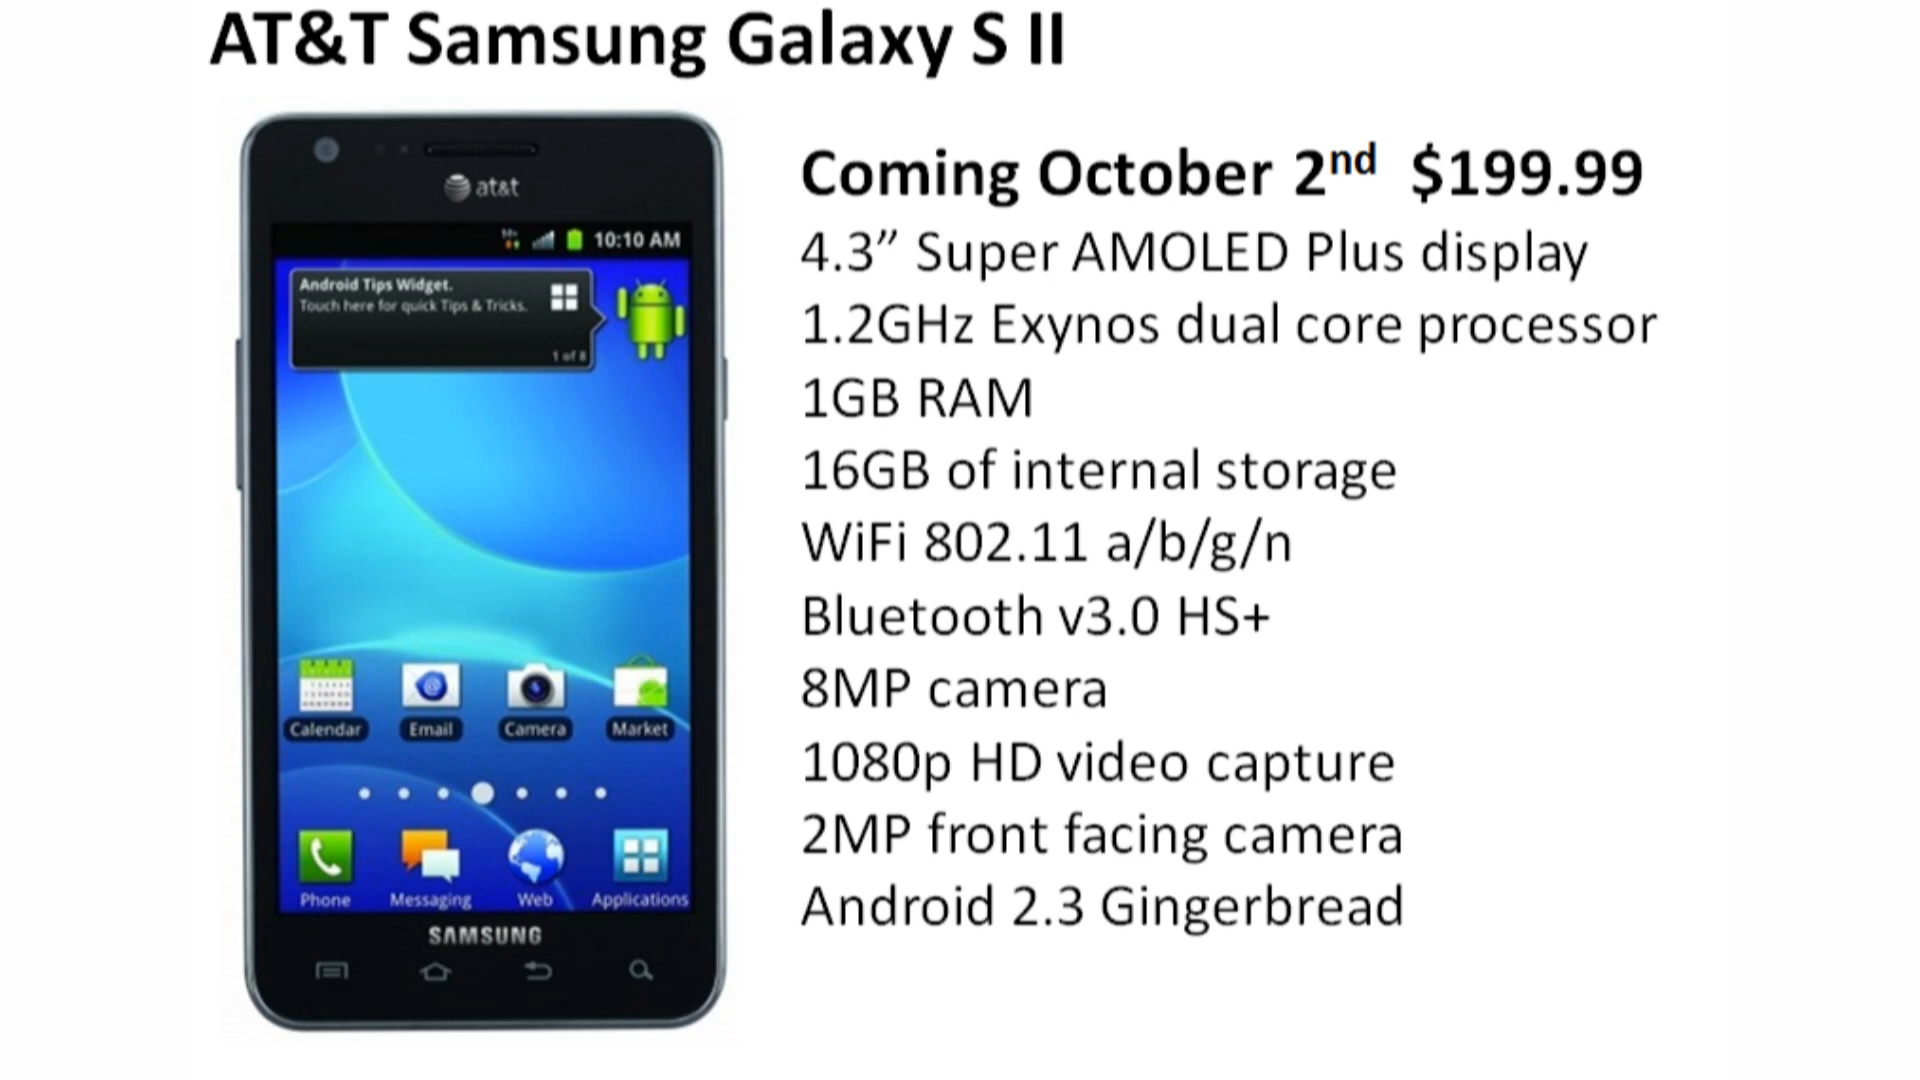 AT&T Samsung Galaxy S II
at&t
10:10 AM
Android Tips Widget.
Touch here for quick Tips & Tricks.
1 of 8
Calendar Email Camera Market
Phone Messaging Web Applications
SAMSUNG
Coming October 2nd $199.99
4.3” Super AMOLED Plus display
1.2GHz Exynos dual core processor
1GB RAM
16GB of internal storage
WiFi 802.11 a/b/g/n
Bluetooth v3.0 HS+
8MP camera
1080p HD video capture
2MP front facing camera
Android 2.3 Gingerbread